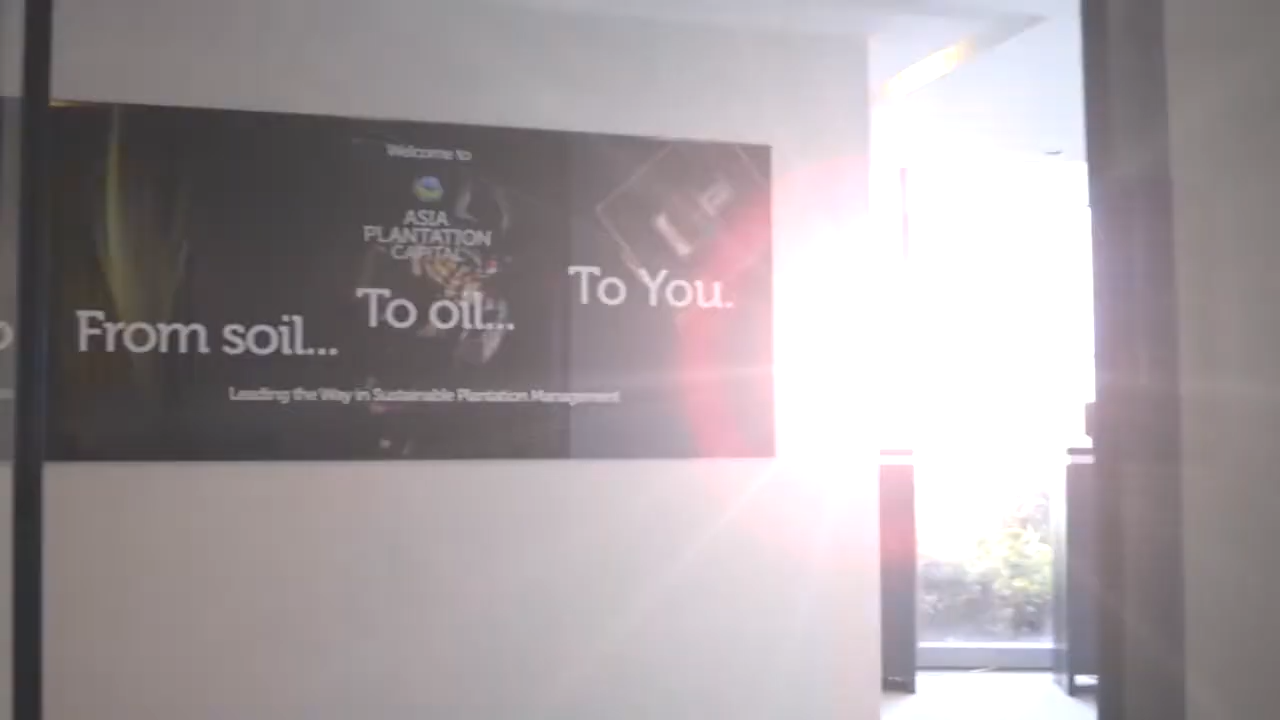 Welcome to
ASIA
PLANTATION
CAPITAL
From soil...
To oil...
To You.
Leading the Way in Sustainable Plantation Management